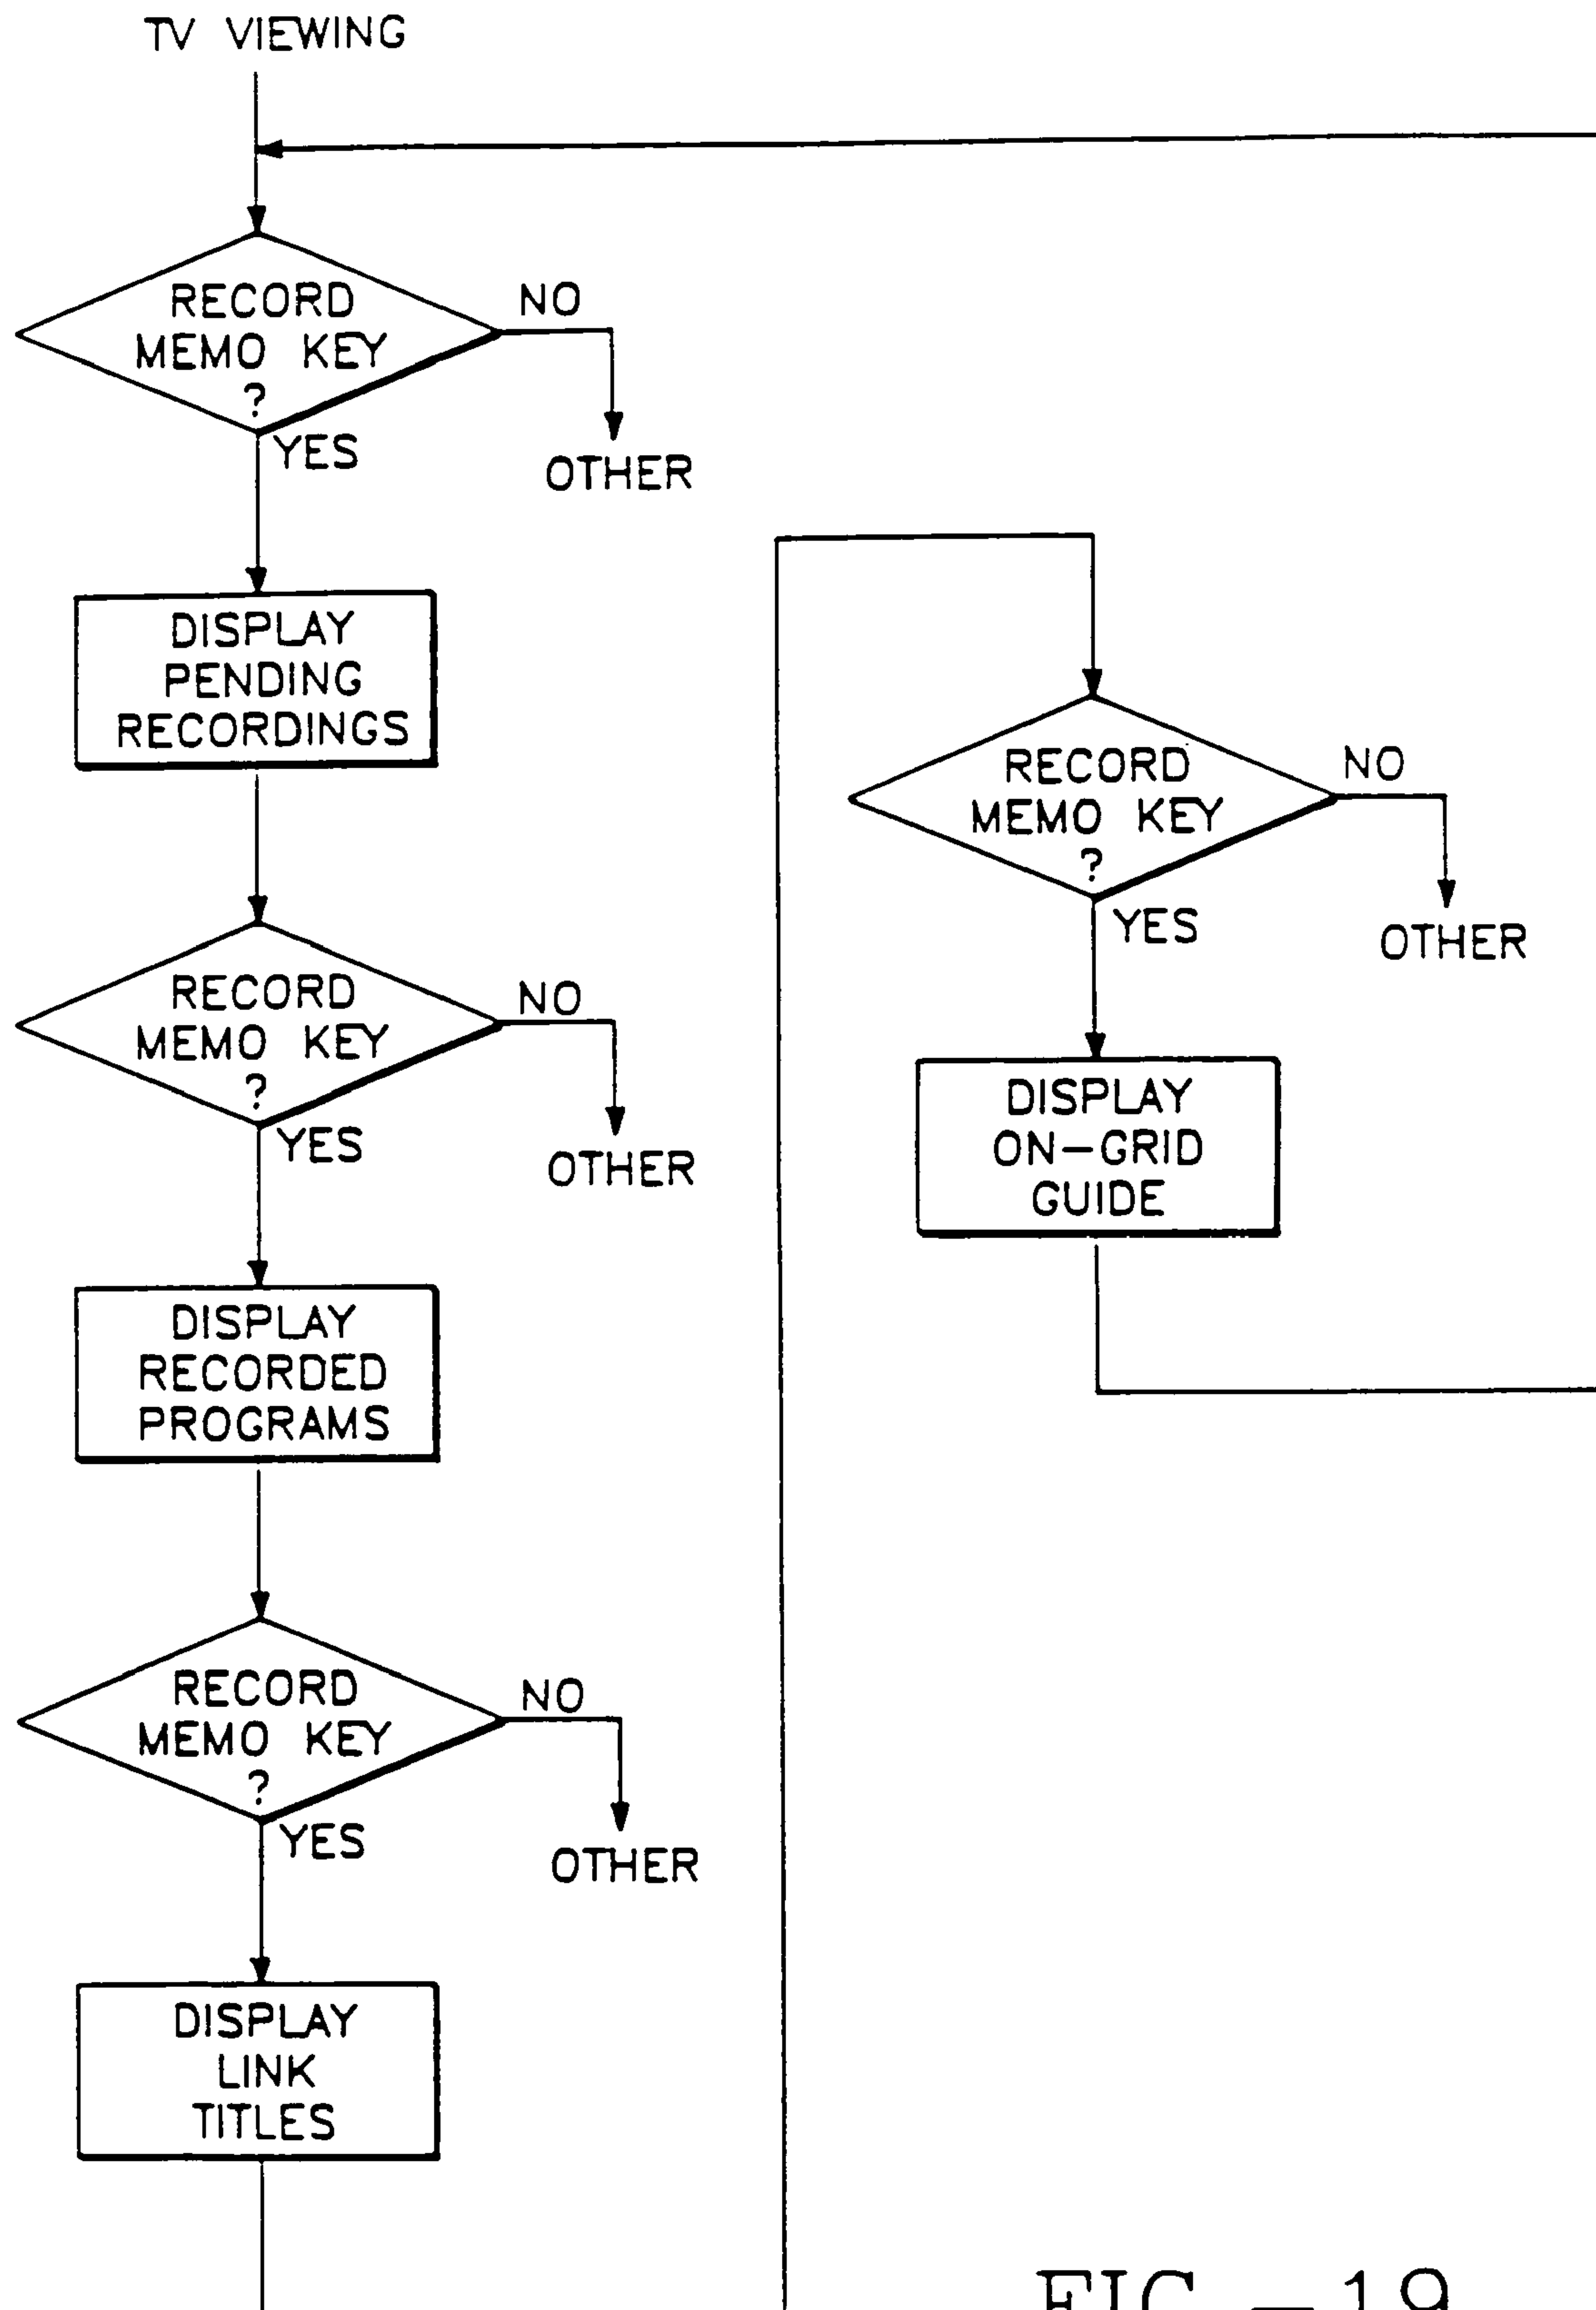 TV VIEWING
RECORD
MEMO KEY
?
NO
YES
OTHER
DISPLAY
PENDING
RECORDINGS
RECORD
MEMO KEY
?
NO
YES
OTHER
DISPLAY
RECORDED
PROGRAMS
RECORD
MEMO KEY
?
NO
YES
OTHER
DISPLAY
LINK
TITLES
RECORD
MEMO KEY
?
NO
YES
OTHER
DISPLAY
ON-GRID
GUIDE
FIG.-19